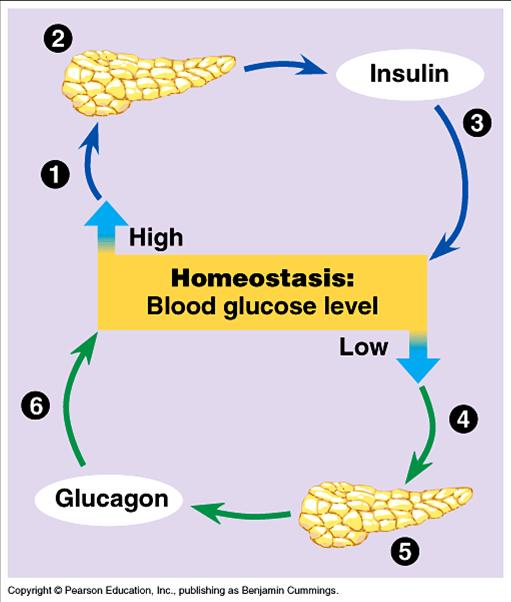 2
Insulin
3
1
High
Homeostasis:
Blood glucose level
Low
6
4
Glucagon
5
Copyright © Pearson Education, Inc., publishing as Benjamin Cummings.